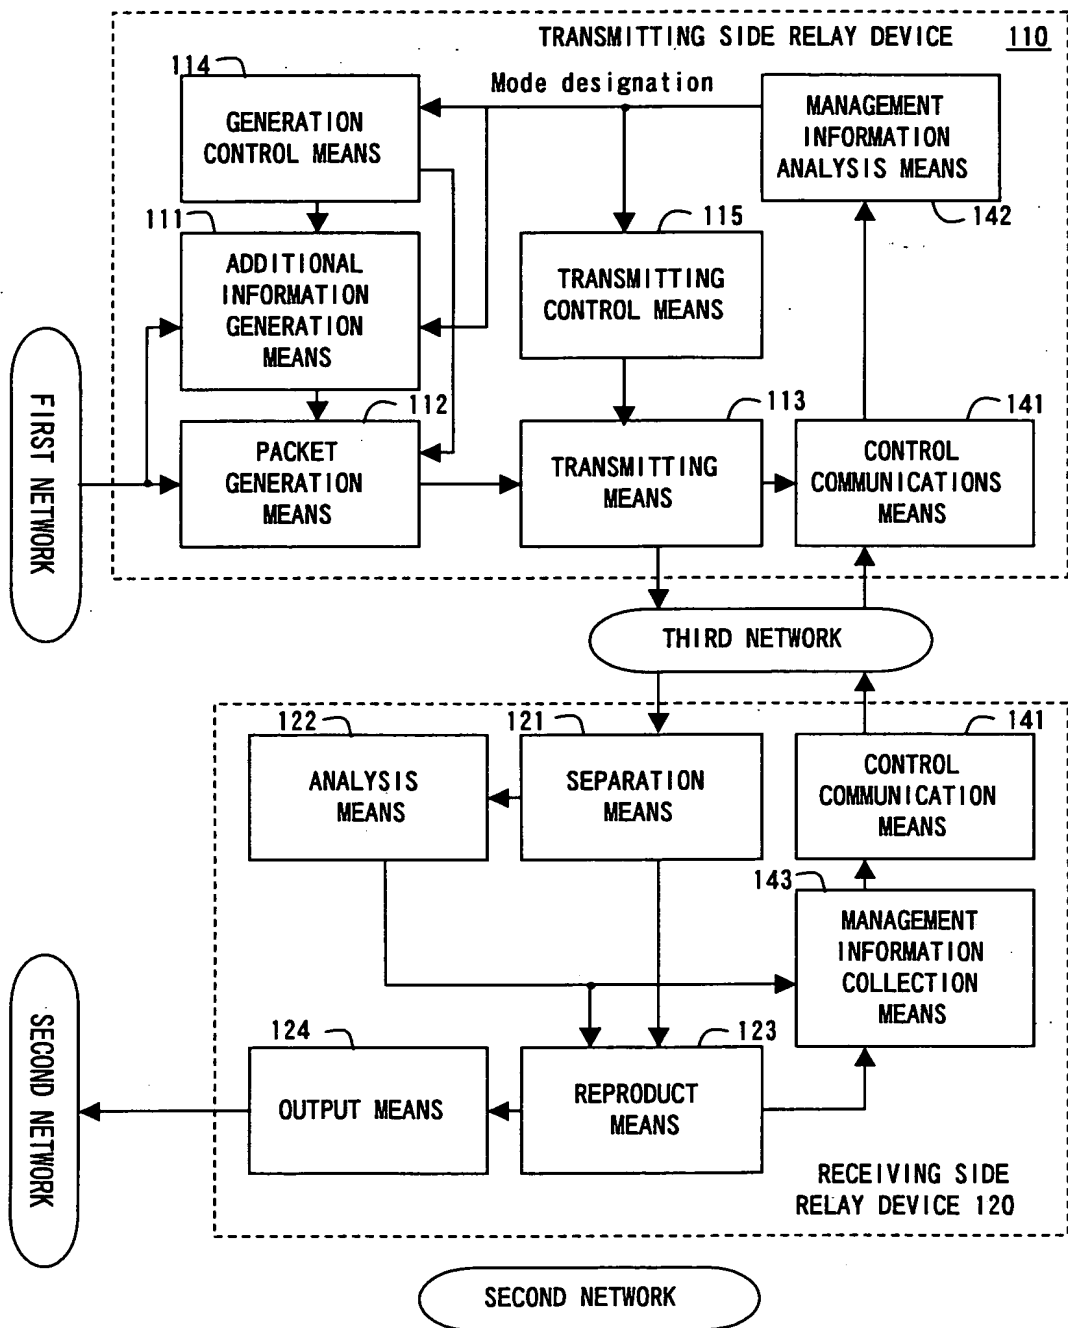 TRANSMITTING SIDE RELAY DEVICE 110
114
Mode designation
GENERATION
CONTROL MEANS
MANAGEMENT
INFORMATION
ANALYSIS MEANS
142
111
115
ADDITIONAL
INFORMATION
GENERATION
MEANS
TRANSMITTING
CONTROL MEANS
FIRST NETWORK
112
113
141
PACKET
GENERATION
MEANS
TRANSMITTING
MEANS
CONTROL
COMMUNICATIONS
MEANS
THIRD NETWORK
122
121
141
ANALYSIS
MEANS
SEPARATION
MEANS
CONTROL
COMMUNICATION
MEANS
143
MANAGEMENT
INFORMATION
COLLECTION
MEANS
SECOND NETWORK
124
123
OUTPUT MEANS
REPRODUCT
MEANS
RECEIVING SIDE
RELAY DEVICE 120
SECOND NETWORK